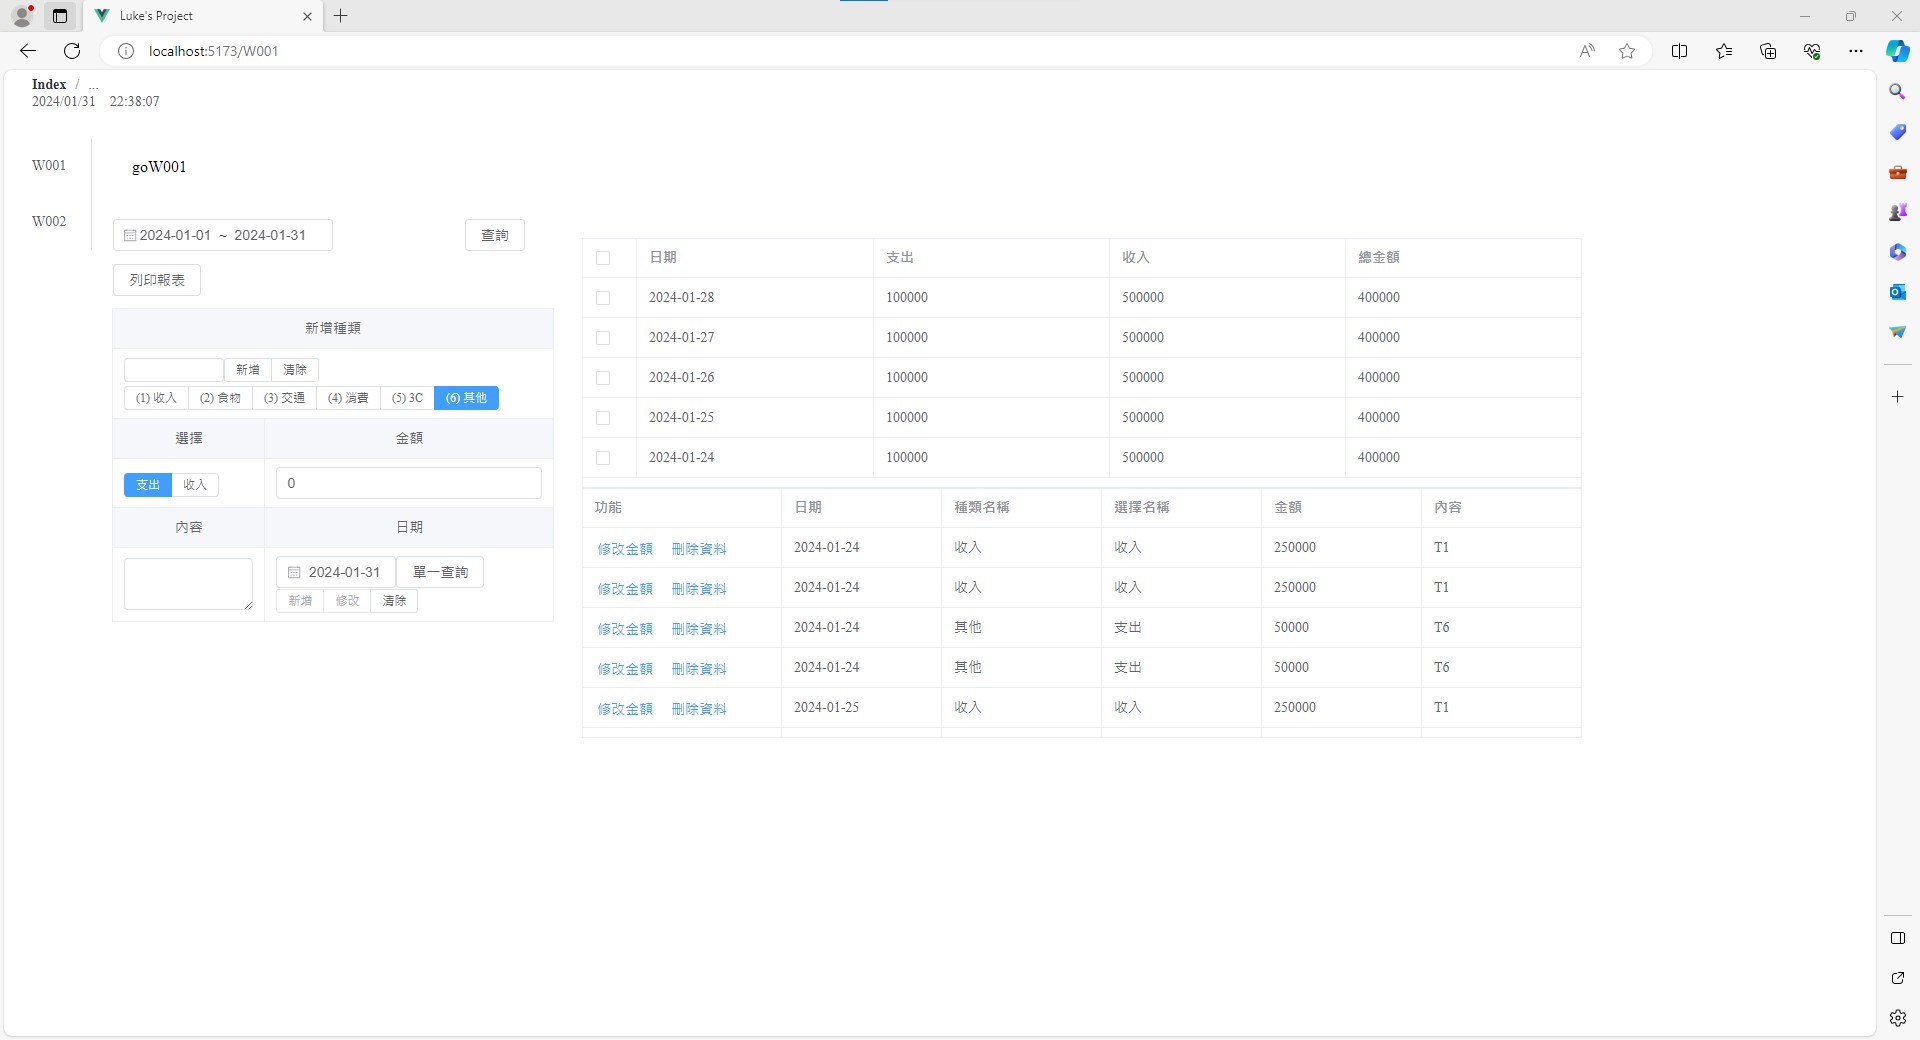 Luke's Project
localhost:5173/W001
Index / ...
2024/01/31 22:38:07
W001
goW001
W002
2024-01-01 ~ 2024-01-31 查詢
列印報表
新增種類
新增 清除
(1) 收入 (2) 食物 (3) 交通 (4) 消費 (5) 3C (6) 其他
選擇 金額
支出 收入 0
內容 日期
2024-01-31 單一查詢
新增 修改 清除
日期 支出 收入 總金額
2024-01-28 100000 500000 400000
2024-01-27 100000 500000 400000
2024-01-26 100000 500000 400000
2024-01-25 100000 500000 400000
2024-01-24 100000 500000 400000
功能 日期 種類名稱 選擇名稱 金額 內容
修改金額 刪除資料 2024-01-24 收入 收入 250000 T1
修改金額 刪除資料 2024-01-24 收入 收入 250000 T1
修改金額 刪除資料 2024-01-24 其他 支出 50000 T6
修改金額 刪除資料 2024-01-24 其他 支出 50000 T6
修改金額 刪除資料 2024-01-25 收入 收入 250000 T1